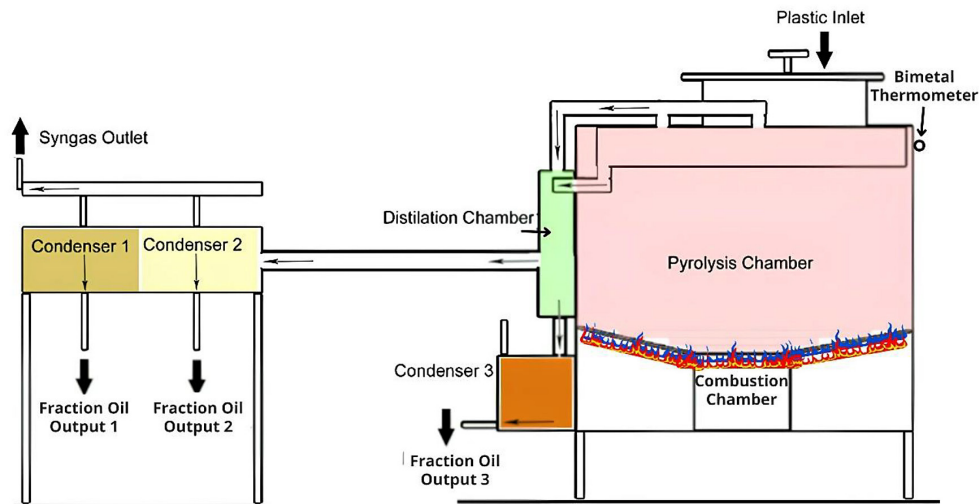 Plastic Inlet
Bimetal
Thermometer
Syngas Outlet
Distilation Chamber
Condenser 1
Condenser 2
Pyrolysis Chamber
Condenser 3
Combustion
Chamber
Fraction Oil
Output 1
Fraction Oil
Output 2
Fraction Oil
Output 3